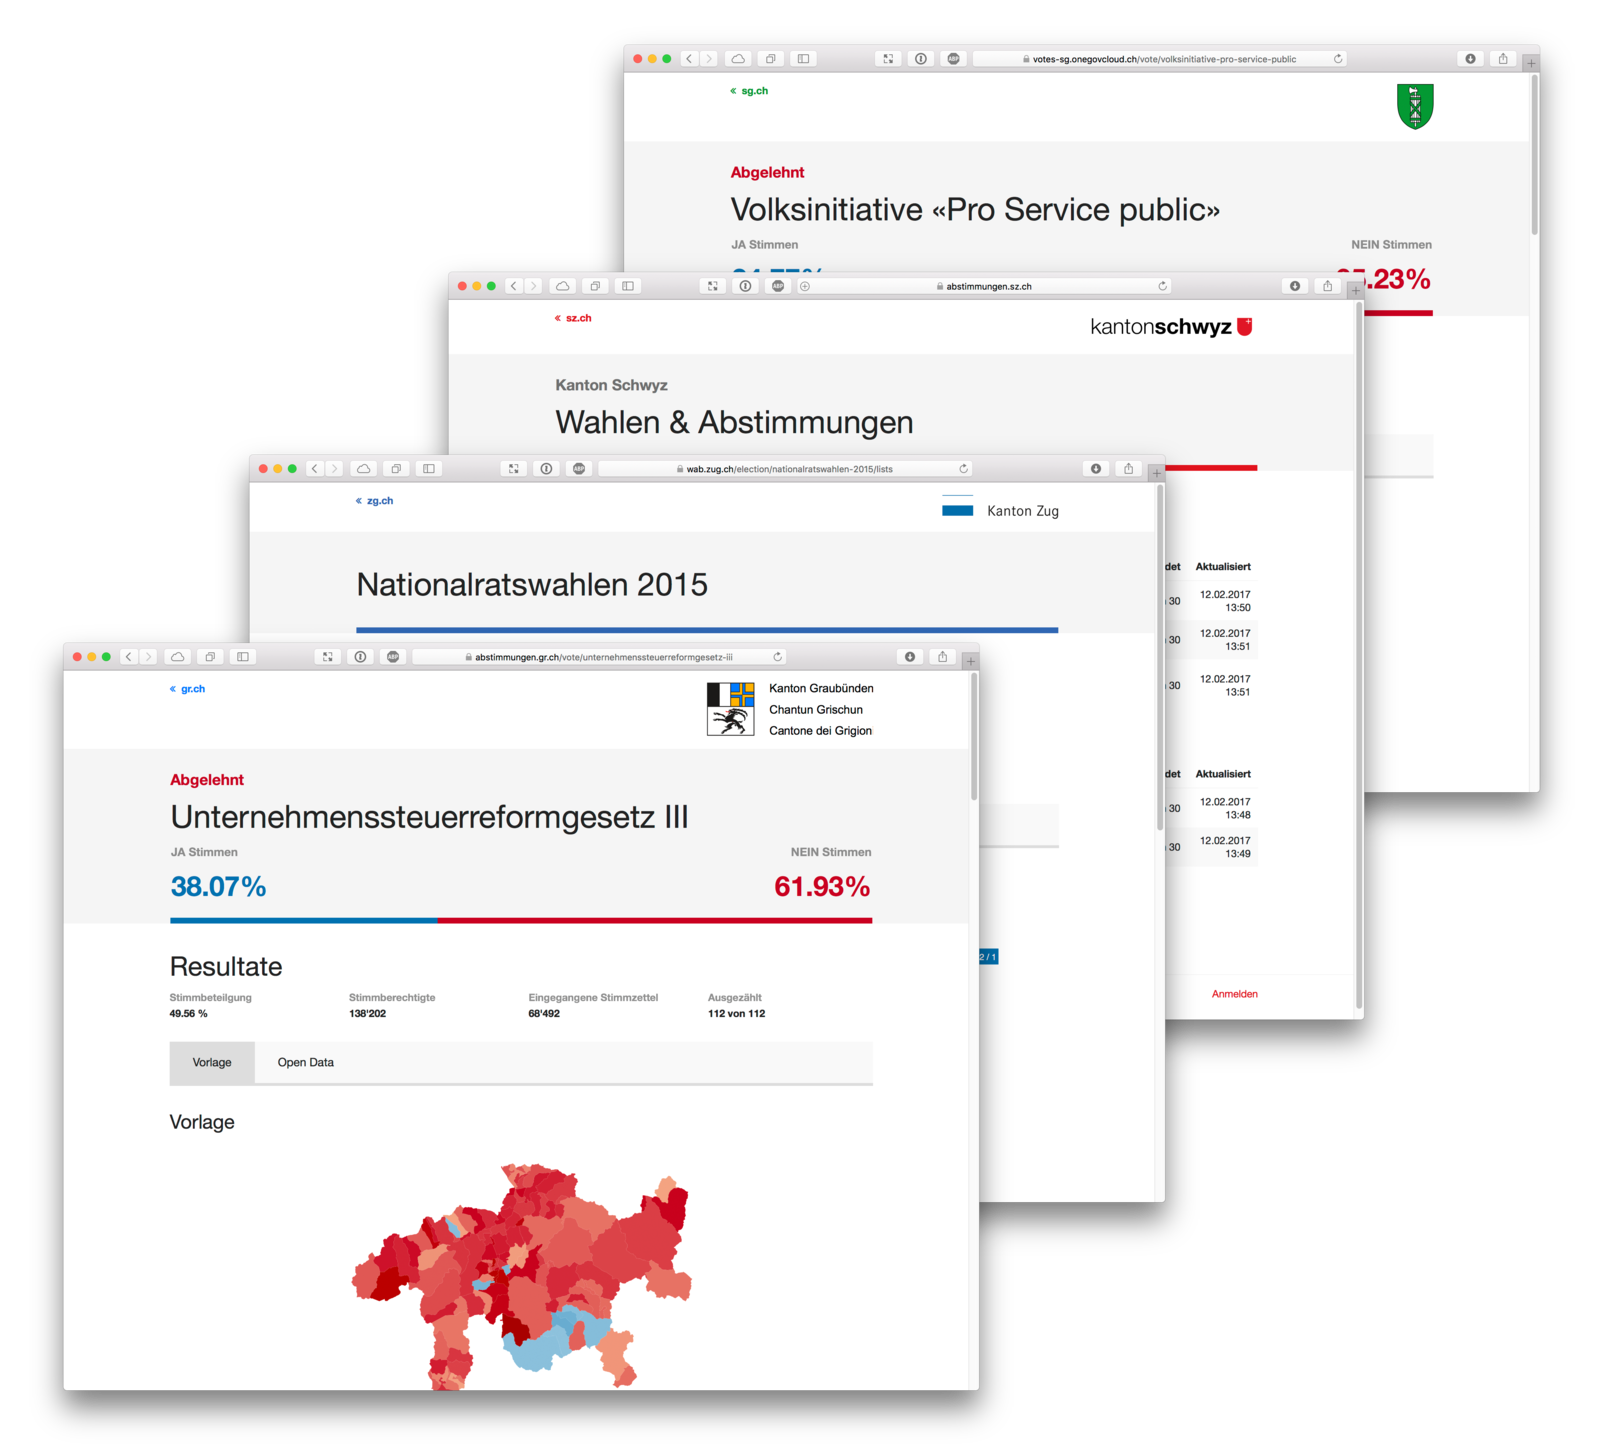 votes-sg.onegovcloud.ch/vote/volksinitiative-pro-service-public
« sg.ch
Abgelehnt
Volksinitiative «Pro Service public»
JA Stimmen
NEIN Stimmen
.23%
ABP
abstimmungen.sz.ch
« sz.ch
kantonschwyz
Kanton Schwyz
Wahlen & Abstimmungen
det Aktualisiert
30 12.02.2017
13:50
30 12.02.2017
13:51
30 12.02.2017
13:51
det Aktualisiert
30 12.02.2017
13:48
30 12.02.2017
13:49
Anmelden
ABP
wab.zug.ch/election/nationalratswahlen-2015/lists
« zg.ch
Kanton Zug
Nationalratswahlen 2015
2 / 1
ABP
abstimmungen.gr.ch/vote/unternehmenssteuerreformgesetz-iii
« gr.ch
Kanton Graubünden
Chantun Grischun
Cantone dei Grigion
Abgelehnt
Unternehmenssteuerreformgesetz III
JA Stimmen
NEIN Stimmen
38.07%
61.93%
Resultate
Stimmbeteilgung Stimmberechtigte Eingegangene Stimmzettel Ausgezählt
49.56 % 138'202 68'492 112 von 112
Vorlage Open Data
Vorlage